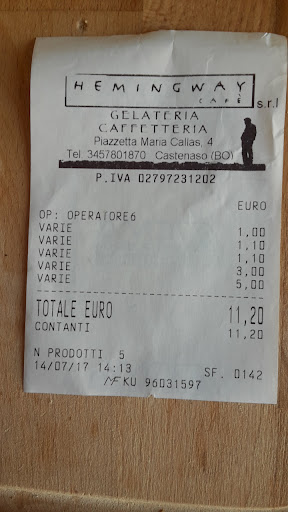 HEMINGWAY
CAFÈ s.r.l
GELATERIA
CAFFETTERIA
Piazzetta Maria Callas, 4
Tel. 3457801870 Castenaso (BO)
P.IVA 02797231202
EURO
OP: OPERATORE6
VARIE 1,00
VARIE 1,10
VARIE 1,10
VARIE 3,00
VARIE 5,00
TOTALE EURO 11,20
CONTANTI 11,20
N PRODOTTI 5
14/07/17 14:13 SF. 0142
MF KU 96031597